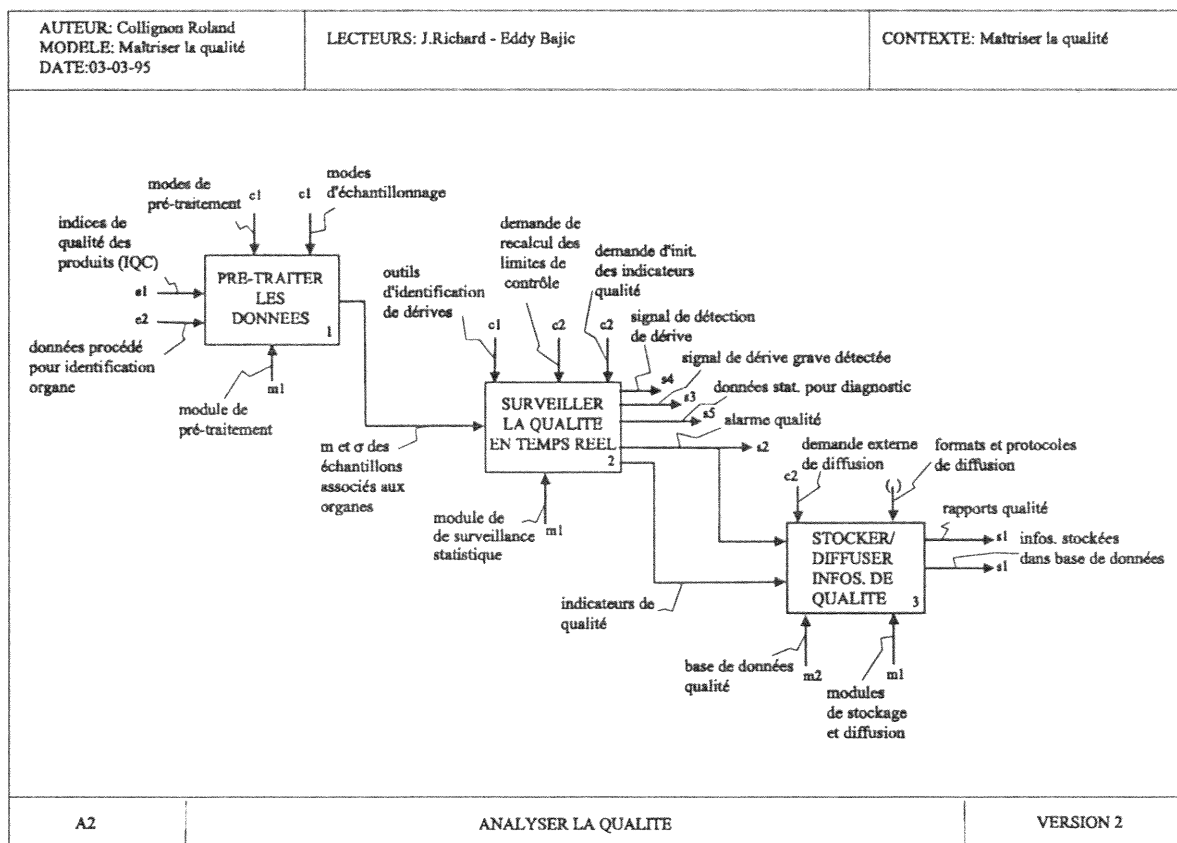 AUTEUR: Collignon Roland
MODELE: Maîtriser la qualité
DATE:03-03-95
LECTEURS: J.Richard - Eddy Bajic
CONTEXTE: Maîtriser la qualité
modes de
pré-traitement
c1
c1
modes
d'échantillonnage
indices de
qualité des
produits (IQC)
e1
e2
données procédé
pour identification
organe
PRE-TRAITER
LES
DONNEES
1
m1
module de
pré-traitement
outils
d'identification
de dérives
c1
demande de
recalcul des
limites de
contrôle
c2
demande d'init.
des indicateurs
qualité
c2
signal de détection
de dérive
s4
signal de dérive grave détectée
s3
données stat. pour diagnostic
s5
alarme qualité
s2
SURVEILLER
LA QUALITE
EN TEMPS REEL
2
m et σ des
échantillons
associés aux
organes
module de
de surveillance
statistique
m1
demande externe
de diffusion
c2
formats et protocoles
de diffusion
( )
rapports qualité
s1
infos. stockées
dans base de données
s1
STOCKER/
DIFFUSER
INFOS. DE
QUALITE
3
indicateurs de
qualité
base de données
qualité
m2
m1
modules
de stockage
et diffusion
A2
ANALYSER LA QUALITE
VERSION 2